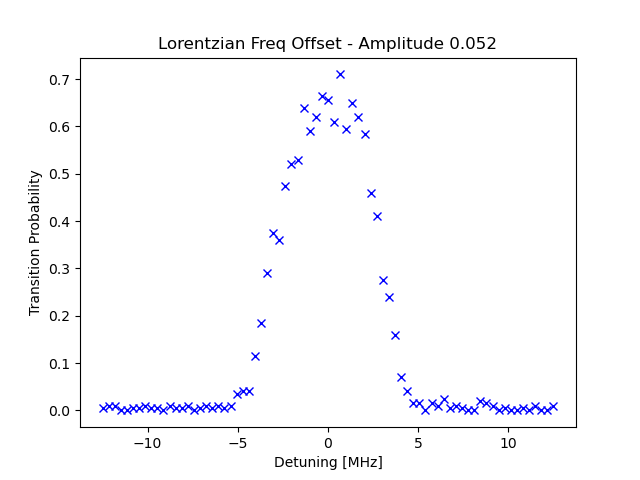 Lorentzian Freq Offset - Amplitude 0.052
0.7
0.6
0.5
0.4
0.3
0.2
0.1
0.0
Transition Probability
−10 −5 0 5 10
Detuning [MHz]